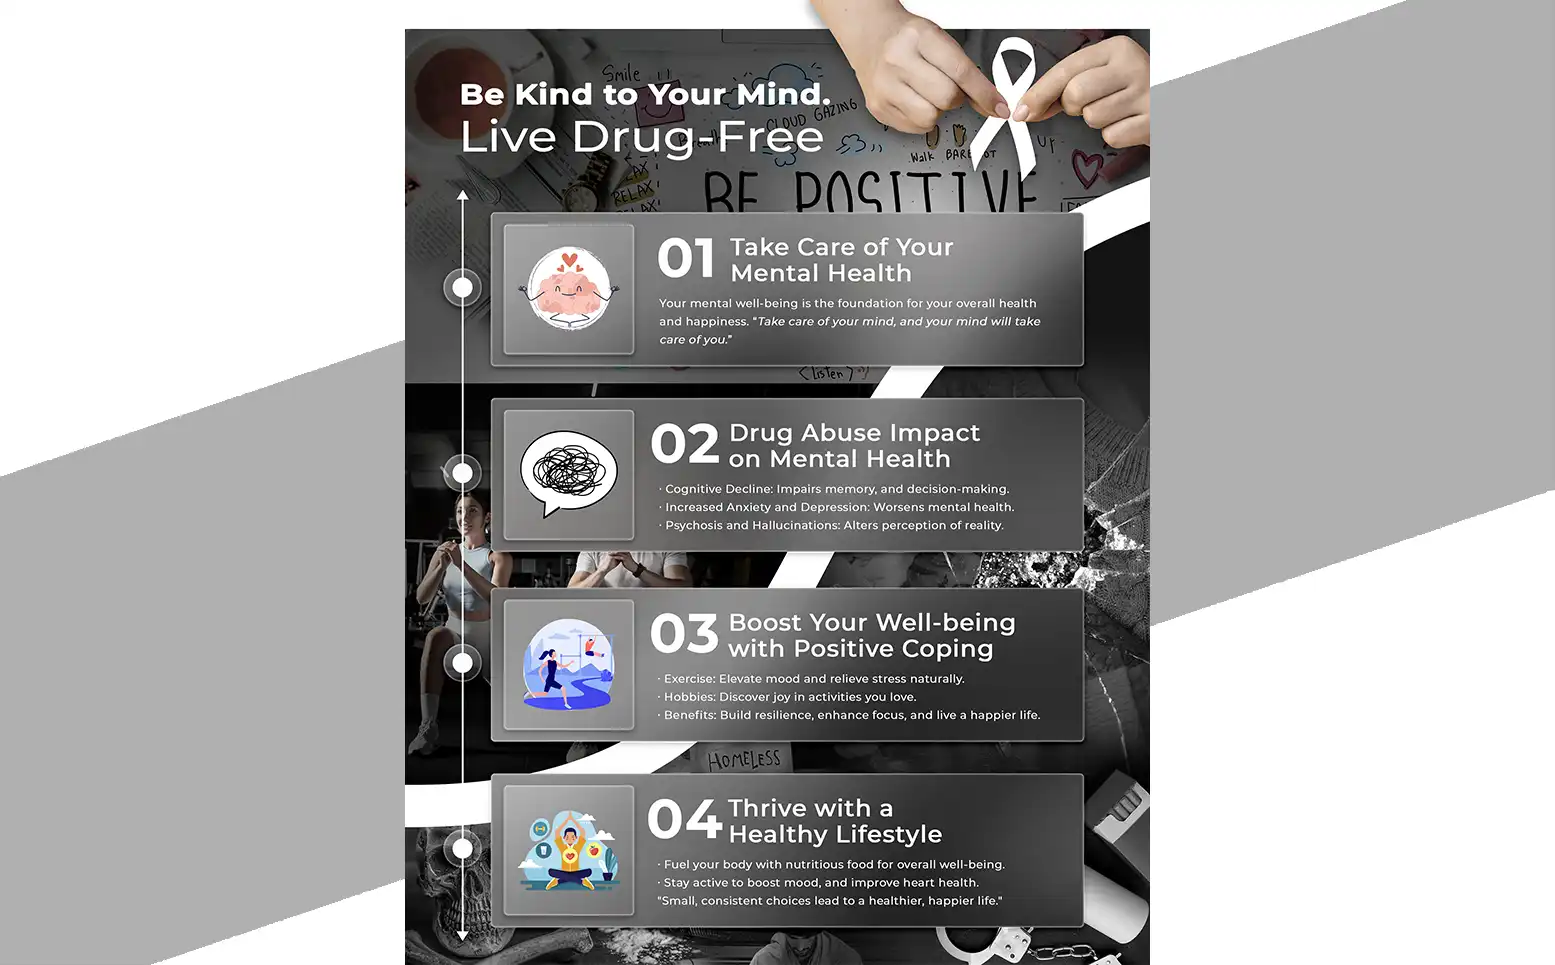 Smile !!
Be Kind to Your Mind.
Live Drug-Free
CLOUD GAZING
Walk BAREFOOT
UP
RELAX!
RELAX!
BE POSITIVE
01 Take Care of Your
Mental Health
Your mental well-being is the foundation for your overall health
and happiness. "Take care of your mind, and your mind will take
care of you."
<Listen>
02 Drug Abuse Impact
on Mental Health
· Cognitive Decline: Impairs memory, and decision-making.
· Increased Anxiety and Depression: Worsens mental health.
· Psychosis and Hallucinations: Alters perception of reality.
03 Boost Your Well-being
with Positive Coping
· Exercise: Elevate mood and relieve stress naturally.
· Hobbies: Discover joy in activities you love.
· Benefits: Build resilience, enhance focus, and live a happier life.
HOMELESS
04 Thrive with a
Healthy Lifestyle
· Fuel your body with nutritious food for overall well-being.
· Stay active to boost mood, and improve heart health.
"Small, consistent choices lead to a healthier, happier life."